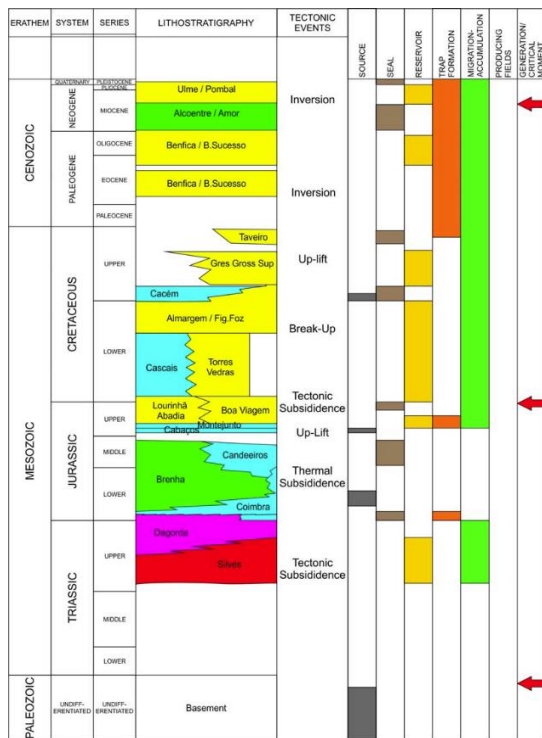 ERATHEM
SYSTEM
SERIES
LITHOSTRATIGRAPHY
TECTONIC
EVENTS
SOURCE
SEAL
RESERVOIR
TRAP
FORMATION
MIGRATION-
ACCUMULATION
PRODUCING
FIELDS
GENERATION/
CRITICAL
MOMENT
CENOZOIC
MESOZOIC
PALEOZOIC
QUATERNARY
NEOGENE
PALEOGENE
CRETACEOUS
JURASSIC
TRIASSIC
UNDIFF-
ERENTIATED
PLEISTOCENE
PLIOCENE
MIOCENE
OLIGOCENE
EOCENE
PALEOCENE
UPPER
LOWER
UPPER
MIDDLE
LOWER
UPPER
MIDDLE
LOWER
UNDIFF-
ERENTIATED
Ulme / Pombal
Alcoentre / Amor
Benfica / B.Sucesso
Benfica / B.Sucesso
Taveiro
Gres Gross Sup
Cacém
Almargem / Fig.Foz
Cascais
Torres
Vedras
Lourinhã
Abadia
Boa Viagem
Montejunto
Cabaços
Candeeiros
Brenha
Coimbra
Dagorda
Silves
Basement
Inversion
Inversion
Up-lift
Break-Up
Tectonic
Subsididence
Up-Lift
Thermal
Subsididence
Tectonic
Subsididence